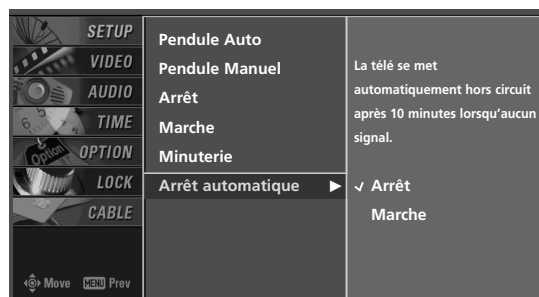 SETUP
VIDEO
AUDIO
TIME
OPTION
LOCK
CABLE
Move MENU Prev
Pendule Auto
Pendule Manuel
Arrêt
Marche
Minuterie
Arrêt automatique
La télé se met
automatiquement hors circuit
après 10 minutes lorsqu'aucun
signal.
Arrêt
Marche